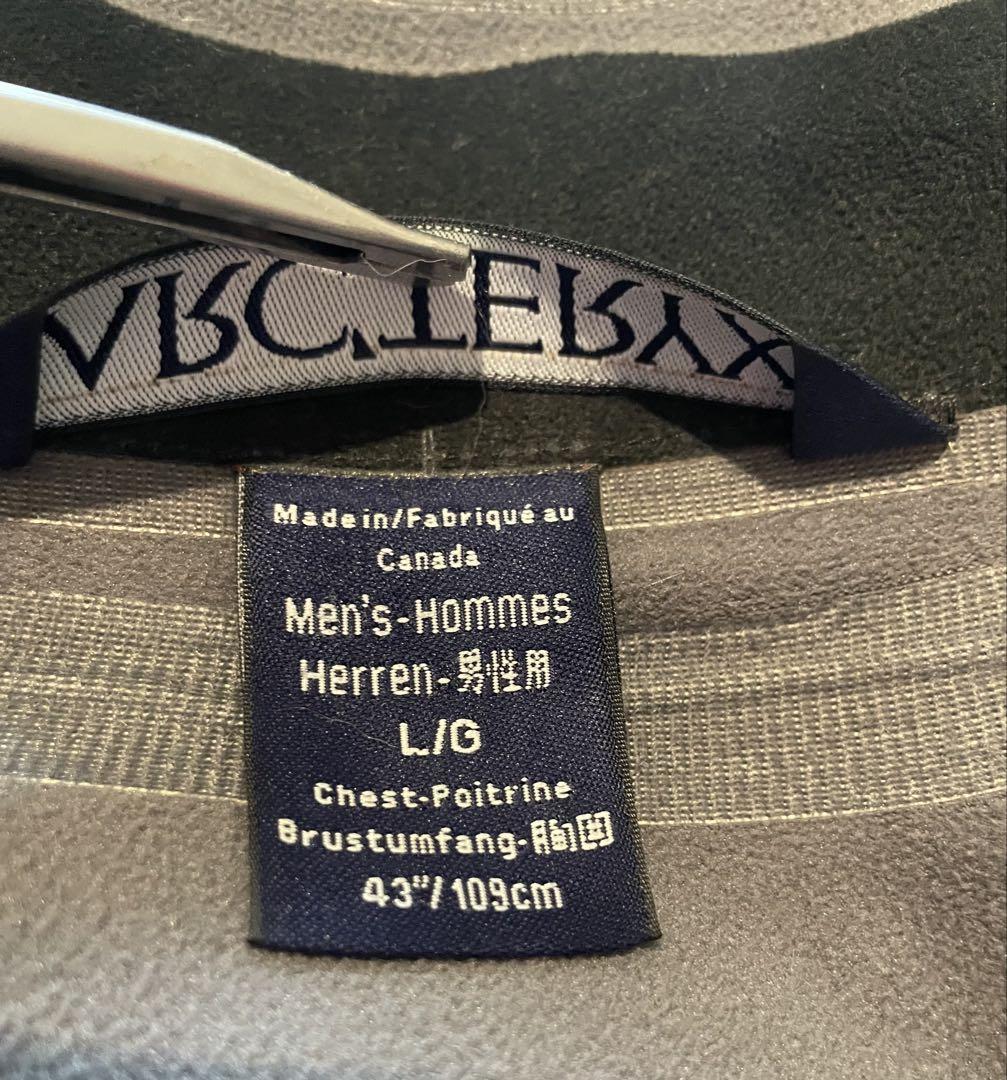 ARC'TERYX
Made in/Fabriqué au
Canada
Men's-Hommes
Herren-男性用
L/G
Chest-Poitrine
Brustumfang-胸囲
43"/109cm